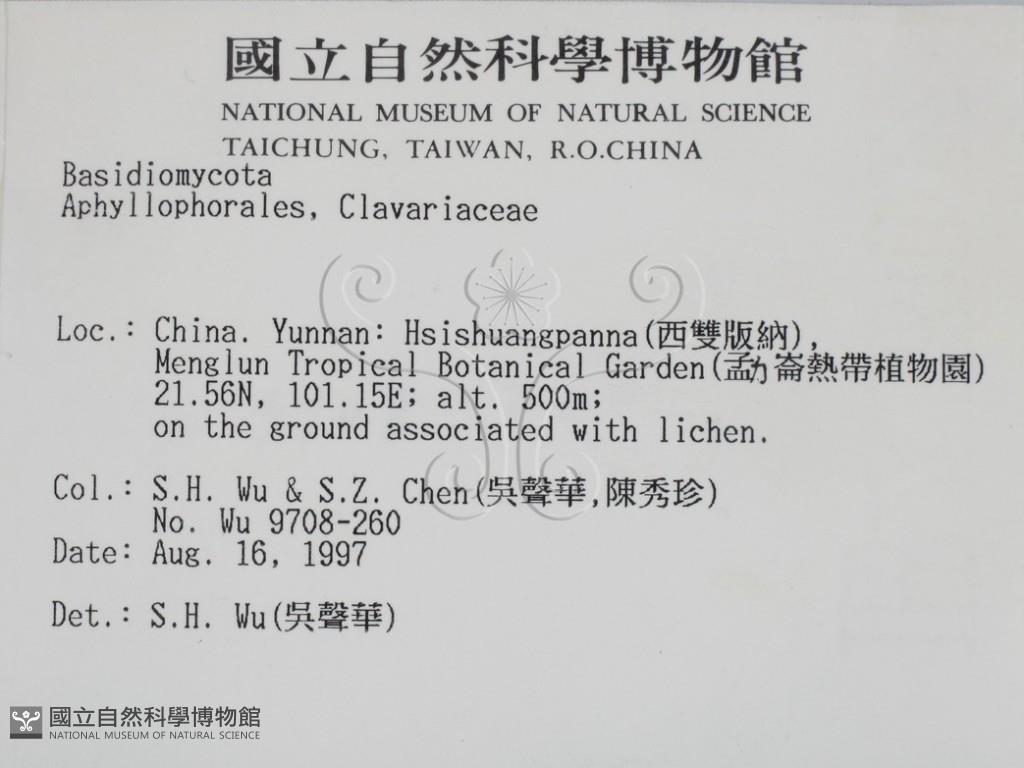 國立自然科學博物館
NATIONAL MUSEUM OF NATURAL SCIENCE
TAICHUNG, TAIWAN, R.O.CHINA
Basidiomycota
Aphyllophorales, Clavariaceae
Loc.: China. Yunnan: Hsishuangpanna(西雙版納),
Menglun Tropical Botanical Garden(孟力崙熱帶植物園)
21.56N, 101.15E; alt. 500m;
on the ground associated with lichen.
Col.: S.H. Wu & S.Z. Chen(吳聲華,陳秀珍)
No. Wu 9708-260
Date: Aug. 16, 1997
Det.: S.H. Wu(吳聲華)
國立自然科學博物館
NATIONAL MUSEUM OF NATURAL SCIENCE